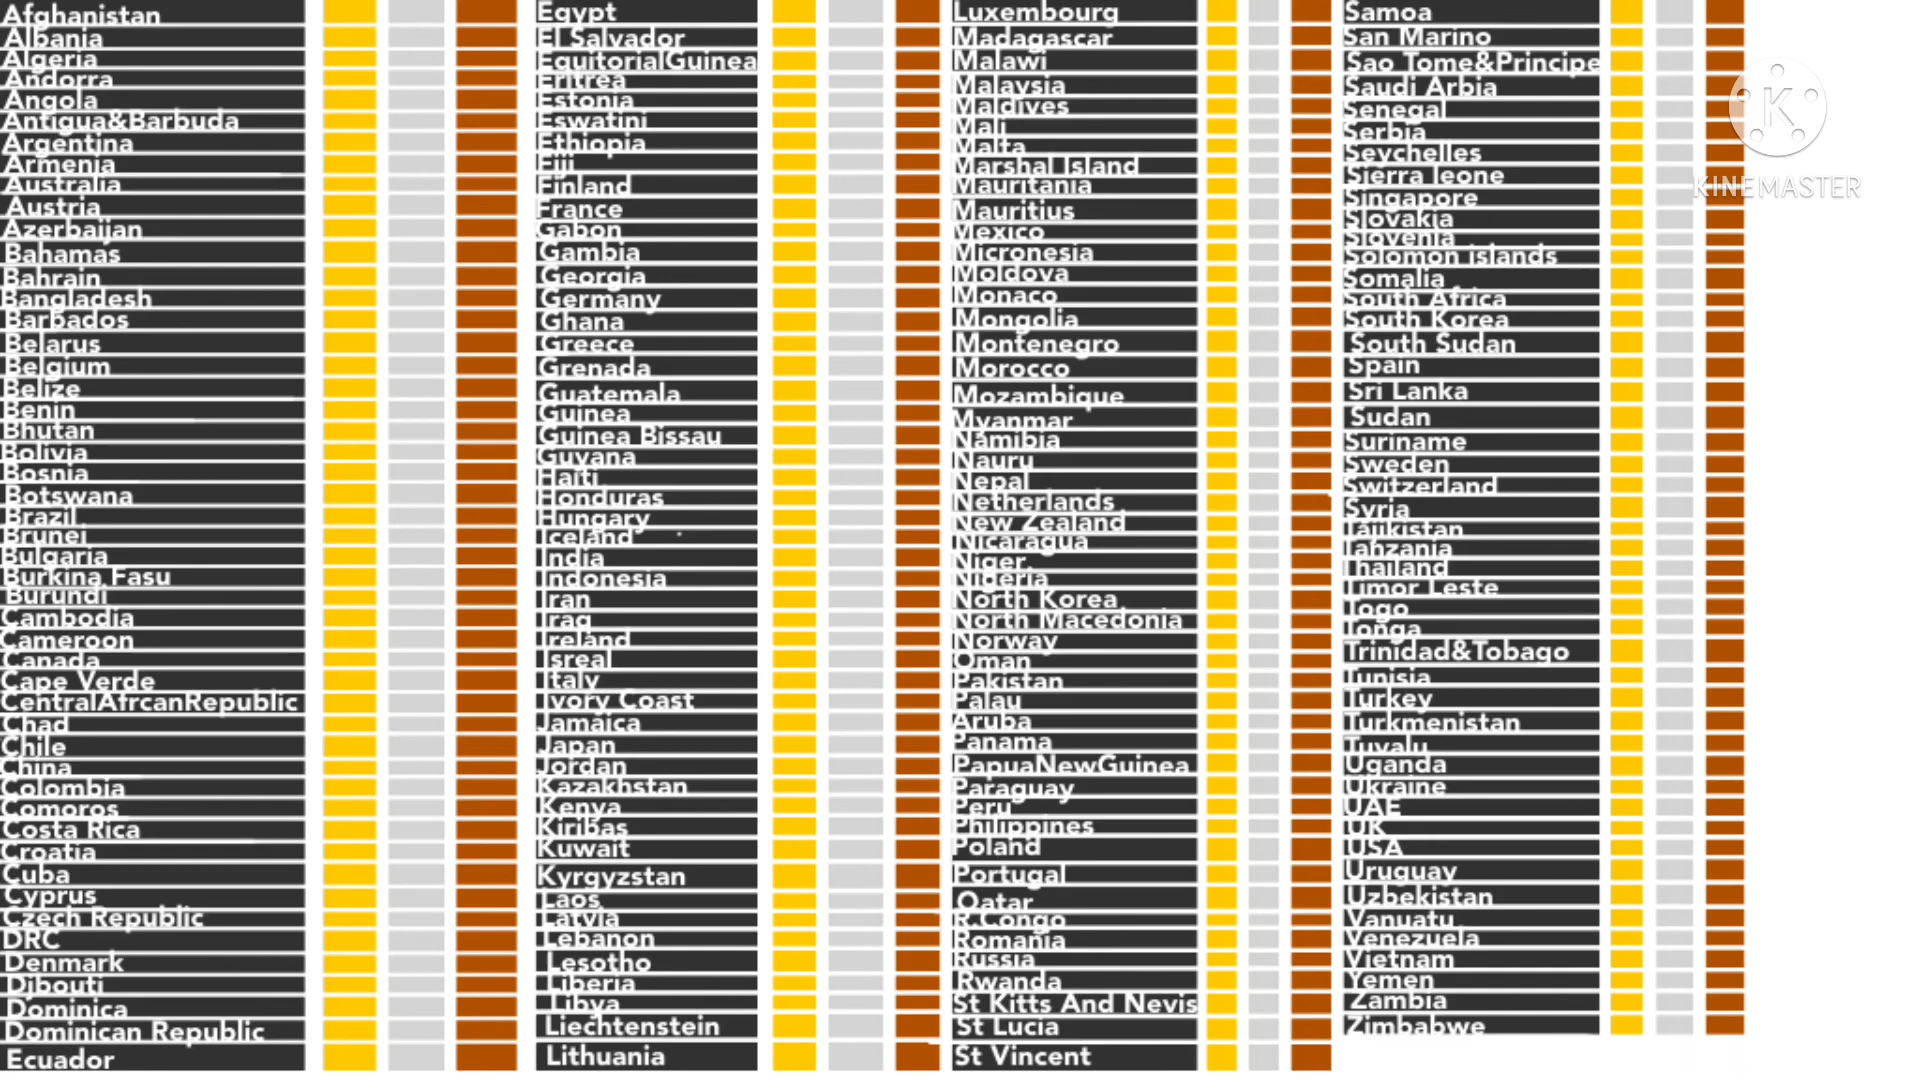 Afghanistan
Albania
Algeria
Andorra
Angola
Antigua&Barbuda
Argentina
Armenia
Australia
Austria
Azerbaijan
Bahamas
Bahrain
Bangladesh
Barbados
Belarus
Belgium
Belize
Benin
Bhutan
Bolivia
Bosnia
Botswana
Brazil
Brunei
Bulgaria
Burkina Fasu
Burundi
Cambodia
Cameroon
Canada
Cape Verde
CentralAfrcanRepublic
Chad
Chile
China
Colombia
Comoros
Costa Rica
Croatia
Cuba
Cyprus
Czech Republic
DRC
Denmark
Djbouti
Dominica
Dominican Republic
Ecuador
Egypt
El Salvador
EquitorialGuinea
Eritrea
Estonia
Eswatini
Ethiopia
Fiji
Finland
France
Gabon
Gambia
Georgia
Germany
Ghana
Greece
Grenada
Guatemala
Guinea
Guinea Bissau
Guyana
Haiti
Honduras
Hungary
Iceland
India
Indonesia
Iran
Iraq
Ireland
Isreal
Italy
Ivory Coast
Jamaica
Japan
Jordan
Kazakhstan
Kenya
Kiribas
Kuwait
Kyrgyzstan
Laos
Latvia
Lebanon
Lesotho
Liberia
Libya
Liechtenstein
Lithuania
Luxembourg
Madagascar
Malawi
Malaysia
Maldives
Mali
Malta
Marshal Island
Mauritania
Mauritius
Mexico
Micronesia
Moldova
Monaco
Mongolia
Montenegro
Morocco
Mozambique
Myanmar
Namibia
Nauru
Nepal
Netherlands
New Zealand
Nicaragua
Niger
Nigeria
North Korea
North Macedonia
Norway
Oman
Pakistan
Palau
Aruba
Panama
PapuaNewGuinea
Paraguay
Peru
Philippines
Poland
Portugal
Qatar
R.Congo
Romania
Russia
Rwanda
St Kitts And Nevis
St Lucia
St Vincent
Samoa
San Marino
Sao Tome&Principe
Saudi Arbia
Senegal
Serbia
Seychelles
Sierra leone
Singapore
Slovakia
Slovenia
Solomon islands
Somalia
South Africa
South Korea
South Sudan
Spain
Sri Lanka
Sudan
Suriname
Sweden
Switzerland
Syria
Tajikistan
Tanzania
Thailand
Timor Leste
Togo
Tonga
Trinidad&Tobago
Tunisia
Turkey
Turkmenistan
Tuvalu
Uganda
Ukraine
UAE
UK
USA
Uruguay
Uzbekistan
Vanuatu
Venezuela
Vietnam
Yemen
Zambia
Zimbabwe
K
KINEMASTER